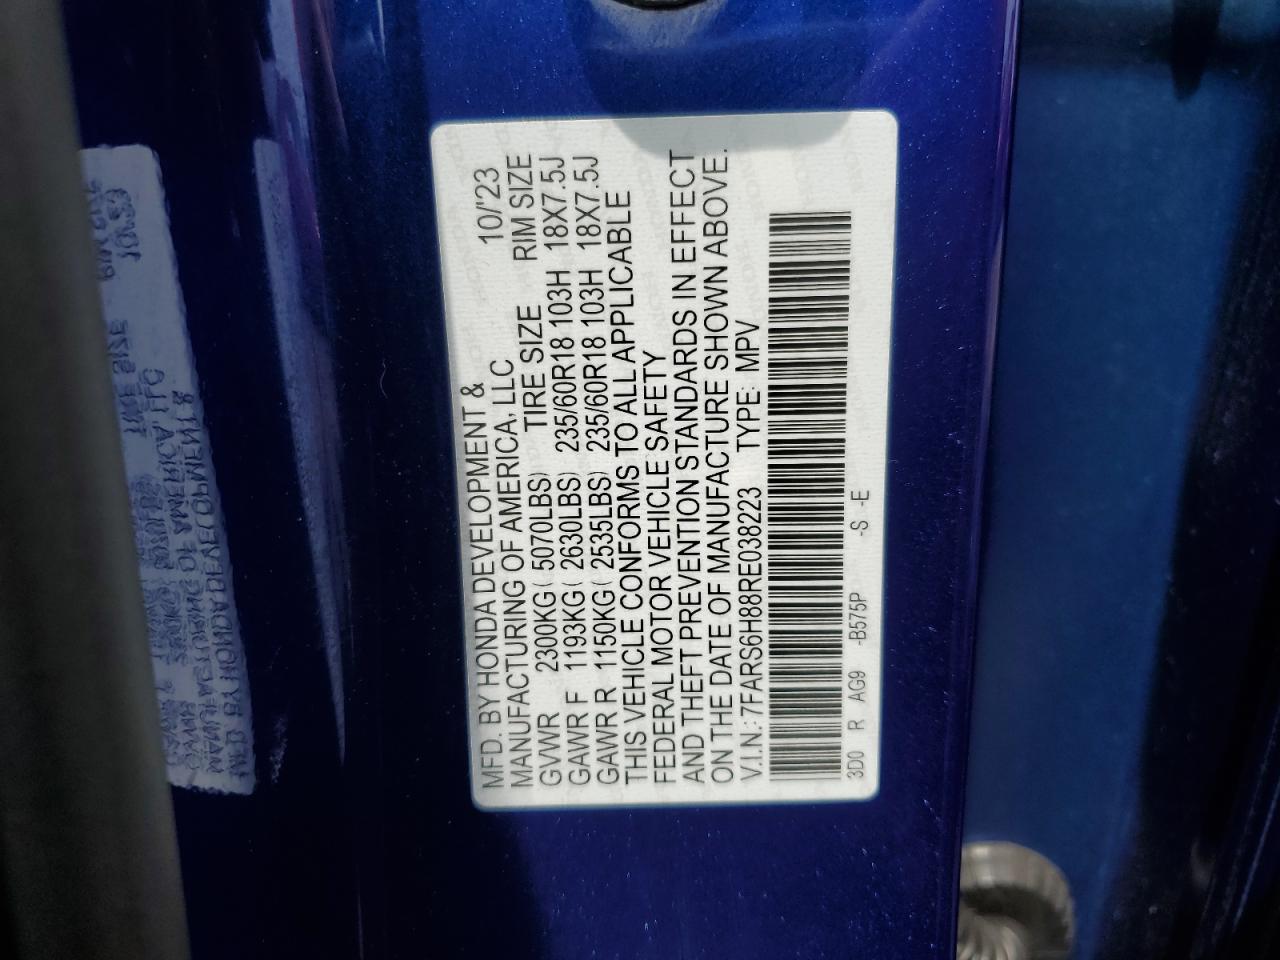 MFD. BY HONDA DEVELOPMENT &
MANUFACTURING OF AMERICA, LLC 10/'23
GVWR 2300KG ( 5070LBS) TIRE SIZE RIM SIZE
GAWR F 1193KG ( 2630LBS) 235/60R18 103H 18X7.5J
GAWR R 1150KG ( 2535LBS) 235/60R18 103H 18X7.5J
THIS VEHICLE CONFORMS TO ALL APPLICABLE
FEDERAL MOTOR VEHICLE SAFETY
AND THEFT PREVENTION STANDARDS IN EFFECT
ON THE DATE OF MANUFACTURE SHOWN ABOVE.
V.I.N.: 7FARS6H88RE038223 TYPE: MPV
3D0 R AG9 -B575P -S -E